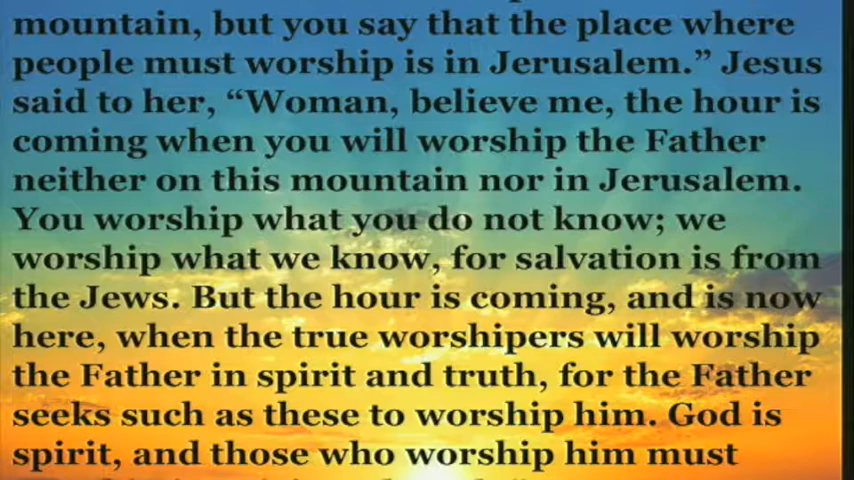 mountain, but you say that the place where
people must worship is in Jerusalem.” Jesus
said to her, “Woman, believe me, the hour is
coming when you will worship the Father
neither on this mountain nor in Jerusalem.
You worship what you do not know; we
worship what we know, for salvation is from
the Jews. But the hour is coming, and is now
here, when the true worshipers will worship
the Father in spirit and truth, for the Father
seeks such as these to worship him. God is
spirit, and those who worship him must